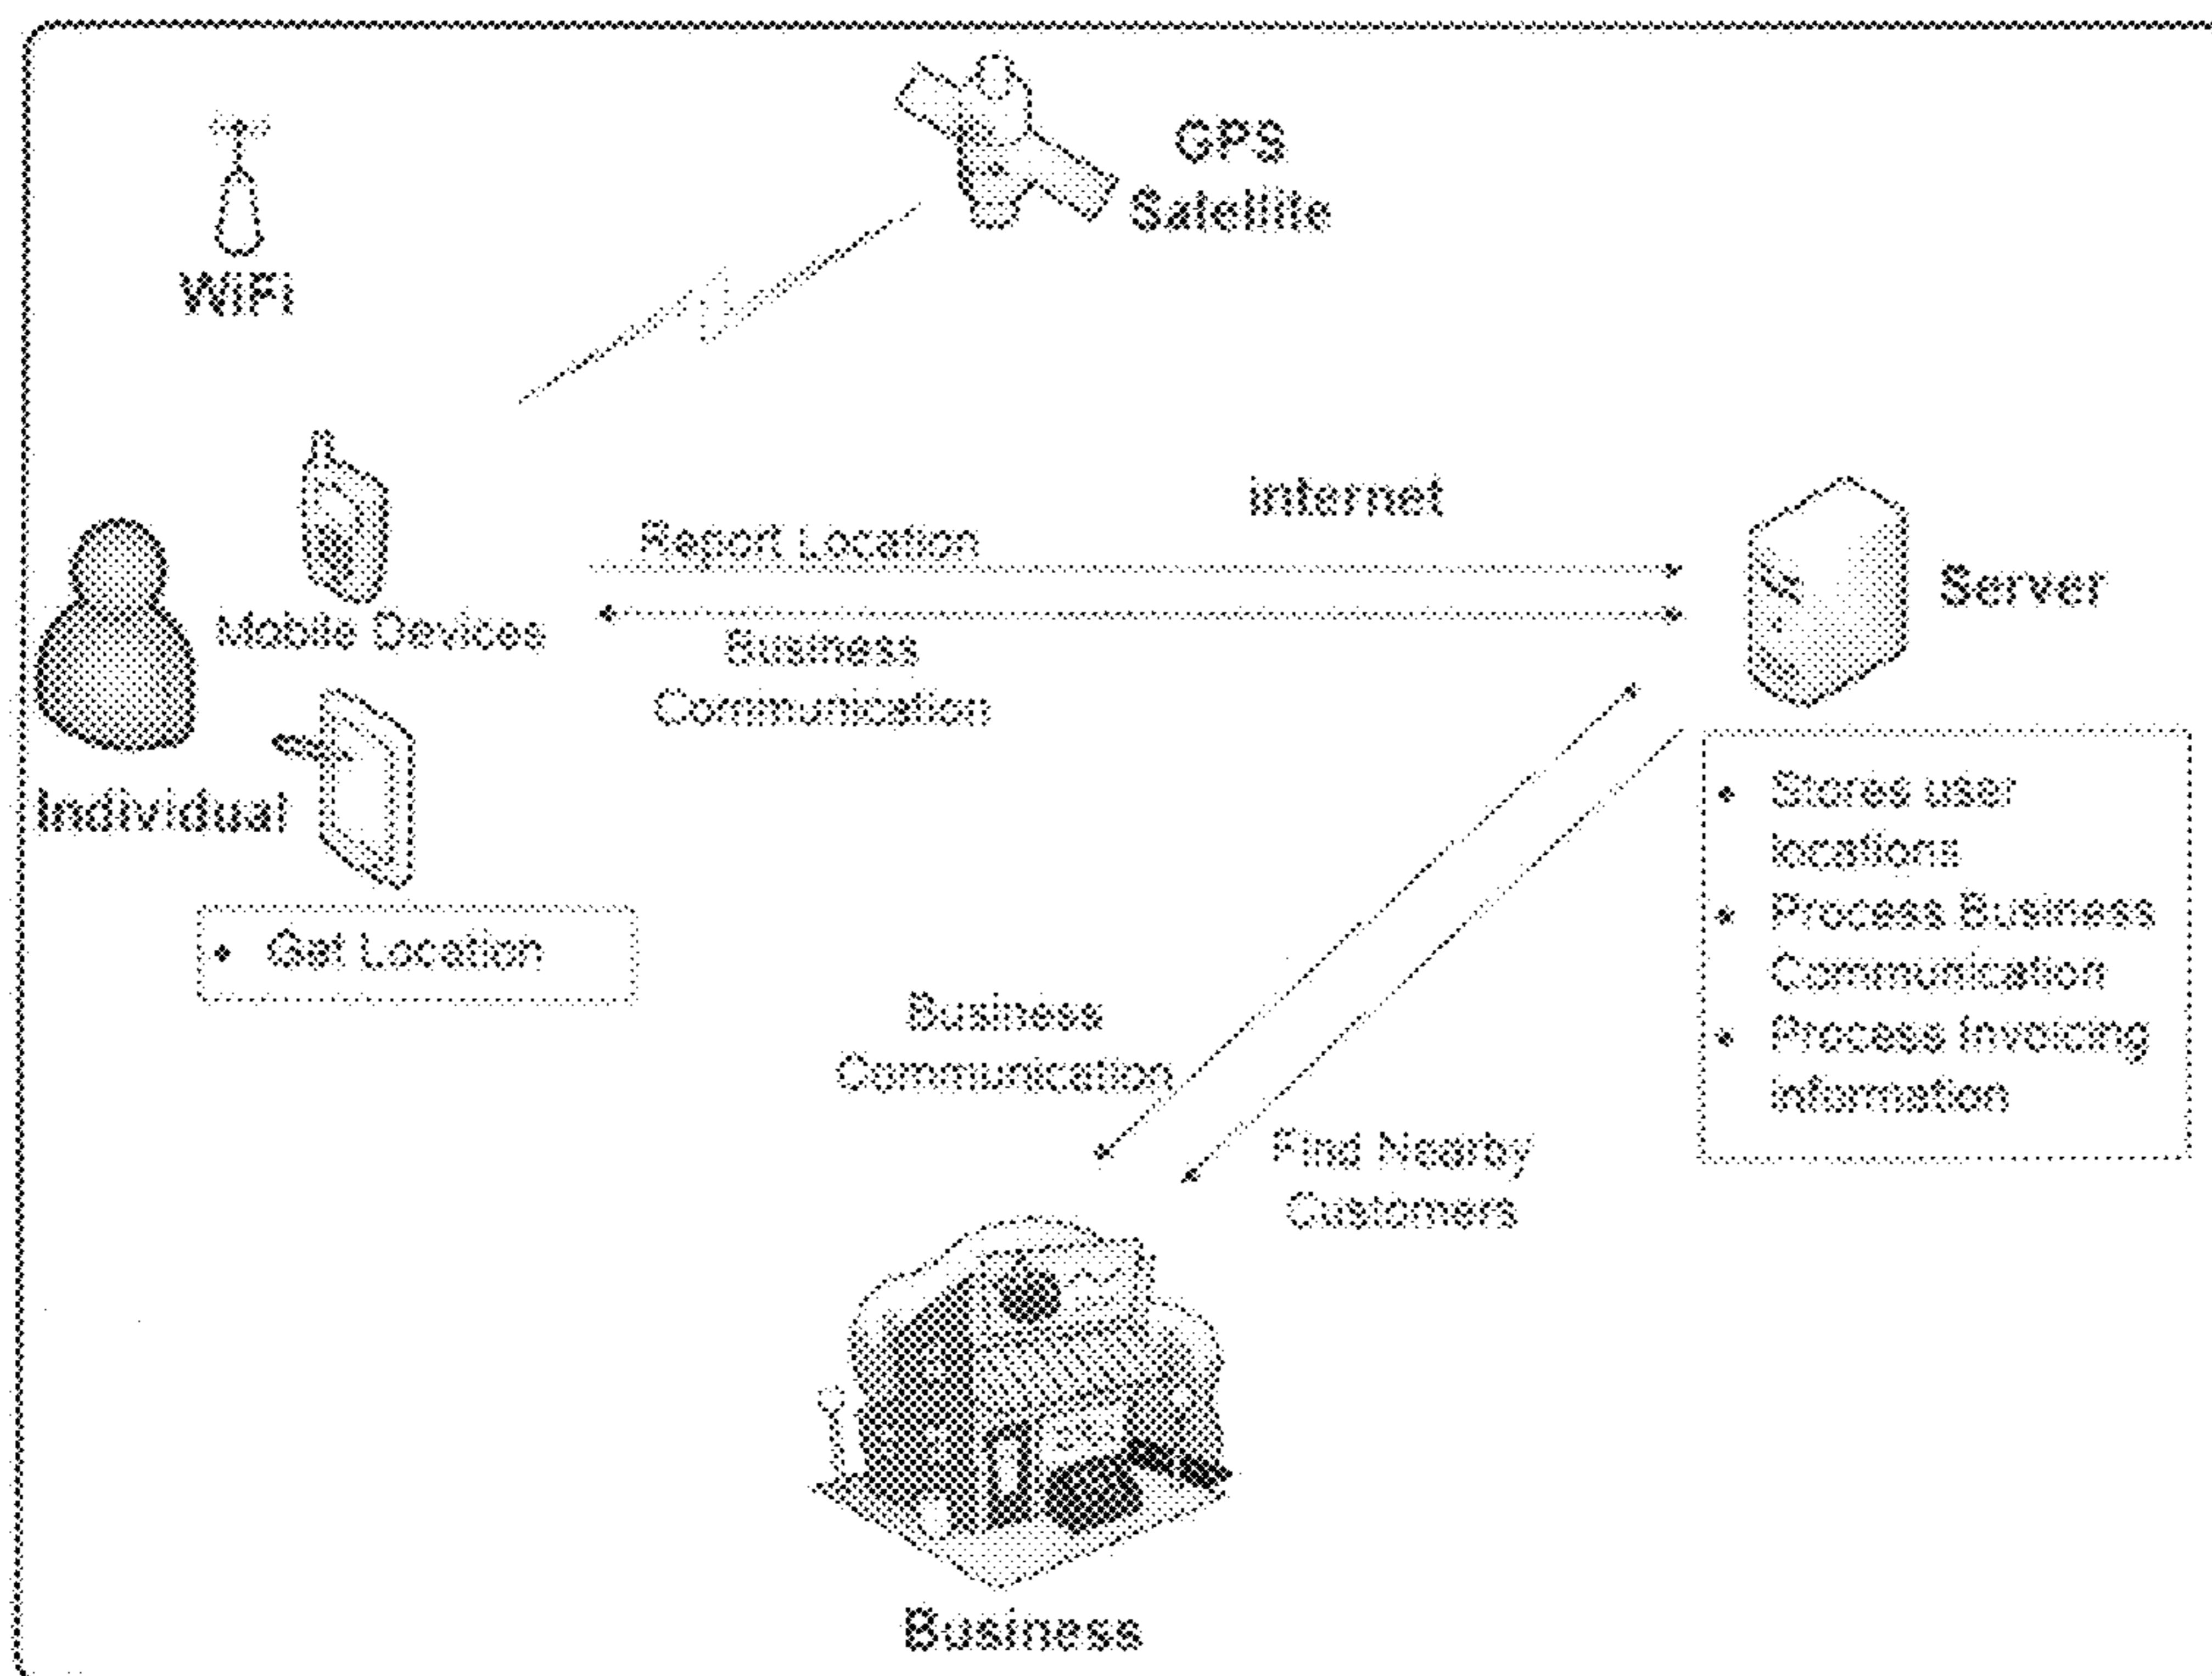 GPS
Satellite
WiFi
internet
Report Location
Server
Mobile Devices
Business
Communication
Individual
• Get Location
• Stores user
locations
• Process Business
Communication
• Process Invoicing
information
Business
Communication
Find Nearby
Customers
Business